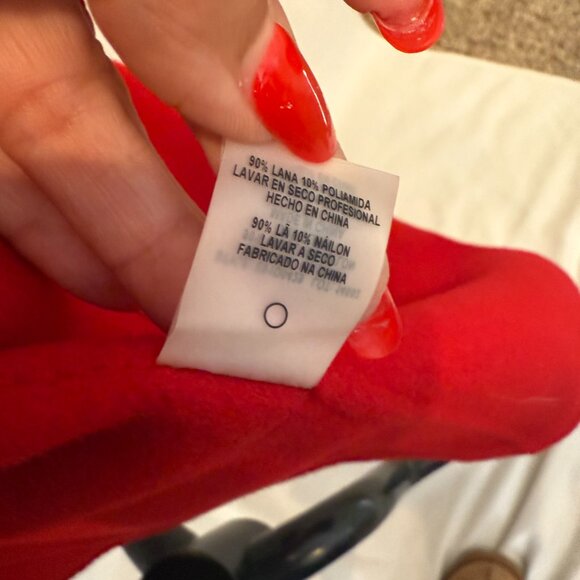 90% LANA 10% POLIAMIDA
LAVAR EN SECO PROFESIONAL
HECHO EN CHINA
90% LÃ 10% NÁILON
LAVAR A SECO
FABRICADO NA CHINA